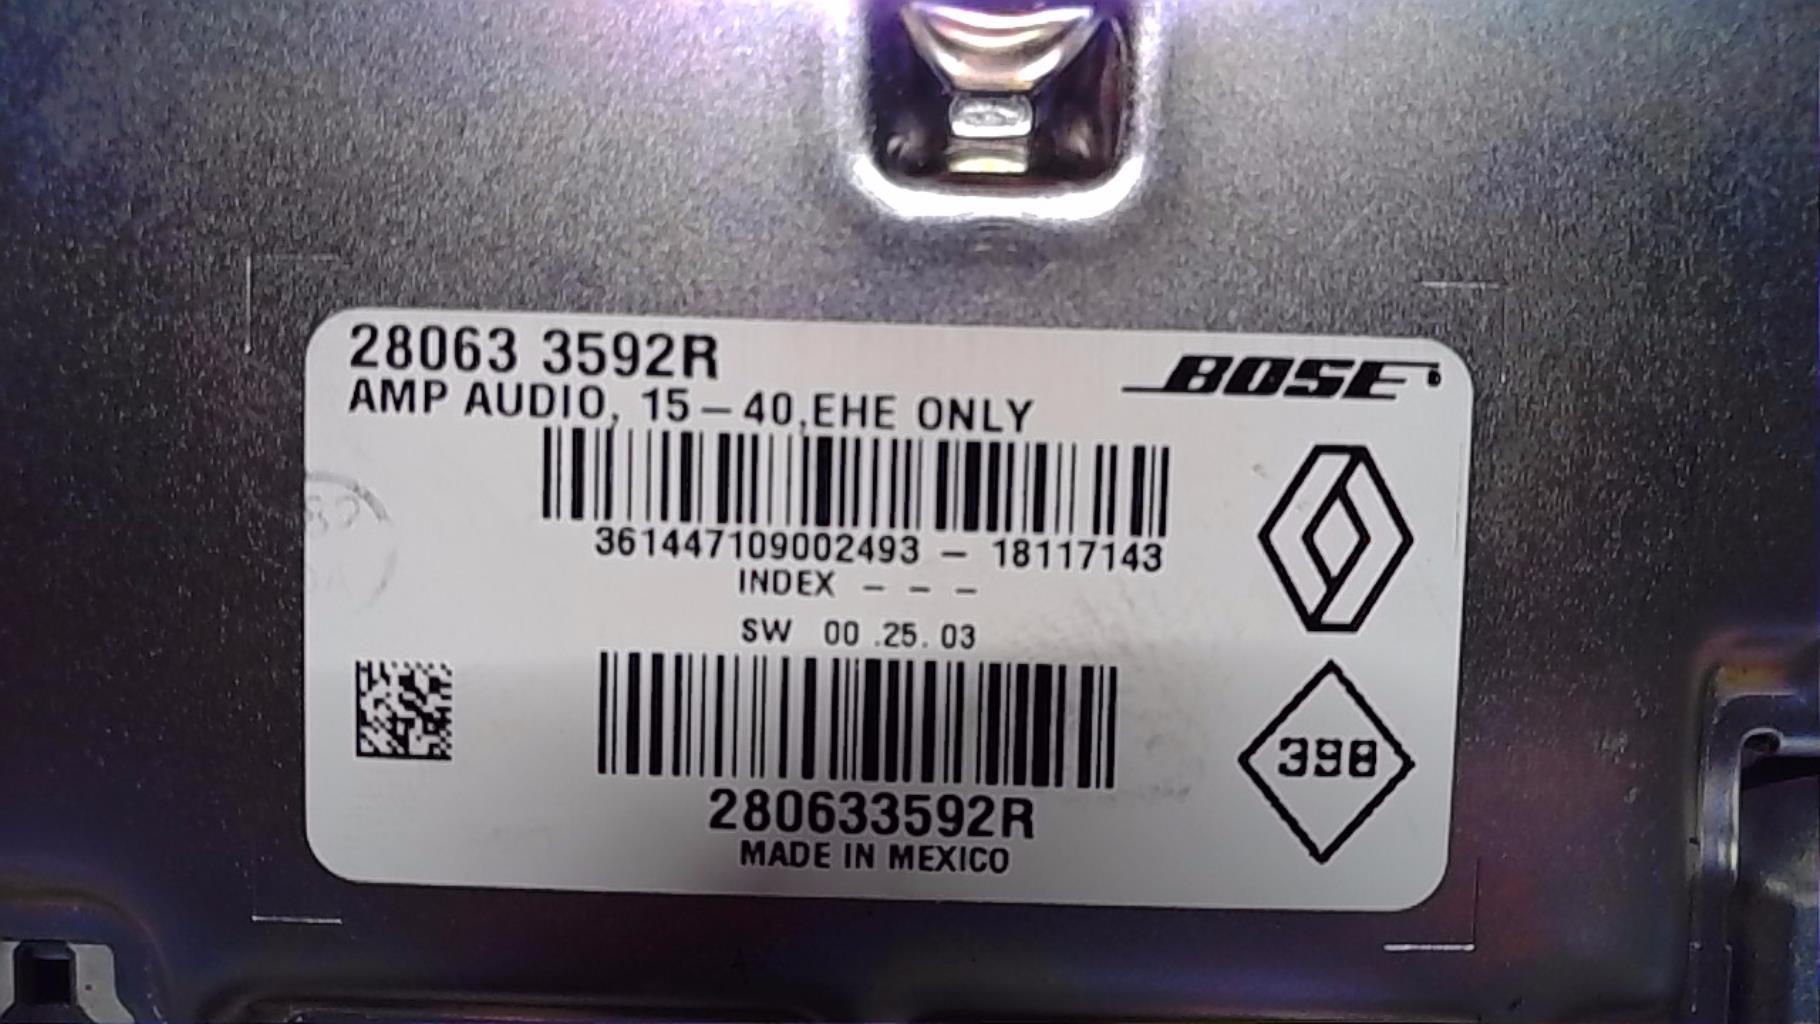 28063 3592R
BOSE
AMP AUDIO, 15-40,EHE ONLY
361447109002493 - 18117143
INDEX - - -
SW 00 .25. 03
398
280633592R
MADE IN MEXICO